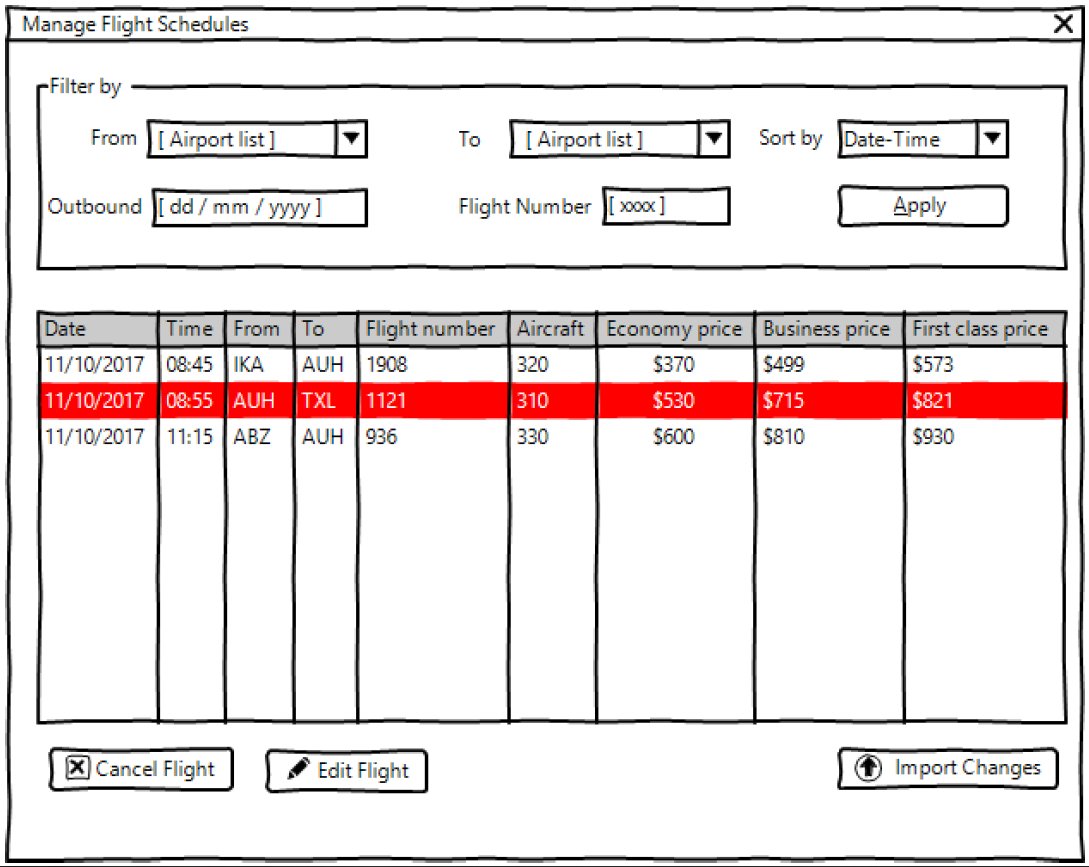 Manage Flight Schedules
Filter by
From [ Airport list ] To [ Airport list ] Sort by Date-Time
Outbound [ dd / mm / yyyy ] Flight Number [ xxxx ] Apply
Date Time From To Flight number Aircraft Economy price Business price First class price
11/10/2017 08:45 IKA AUH 1908 320 $370 $499 $573
11/10/2017 08:55 AUH TXL 1121 310 $530 $715 $821
11/10/2017 11:15 ABZ AUH 936 330 $600 $810 $930
Cancel Flight Edit Flight Import Changes